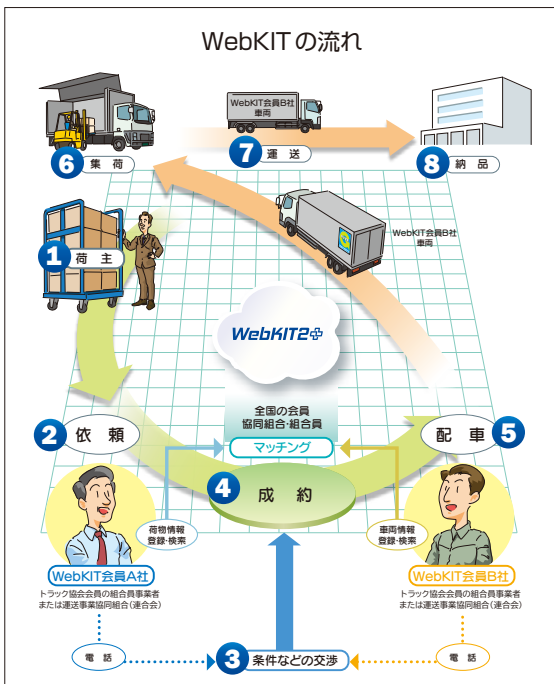 WebKITの流れ
WebKIT会員B社
車両
6 集荷
7 運送
8 納品
1 荷主
WebKIT会員B社
車両
WebKIT2+
全国の会員
協同組合・組合員
マッチング
2 依頼
配車 5
4 成約
荷物情報
登録・検索
車両情報
登録・検索
WebKIT会員A社
トラック協会会員の組合員事業者
または運送事業協同組合(連合会)
WebKIT会員B社
トラック協会会員の組合員事業者
または運送事業協同組合(連合会)
電話
3 条件などの交渉
電話